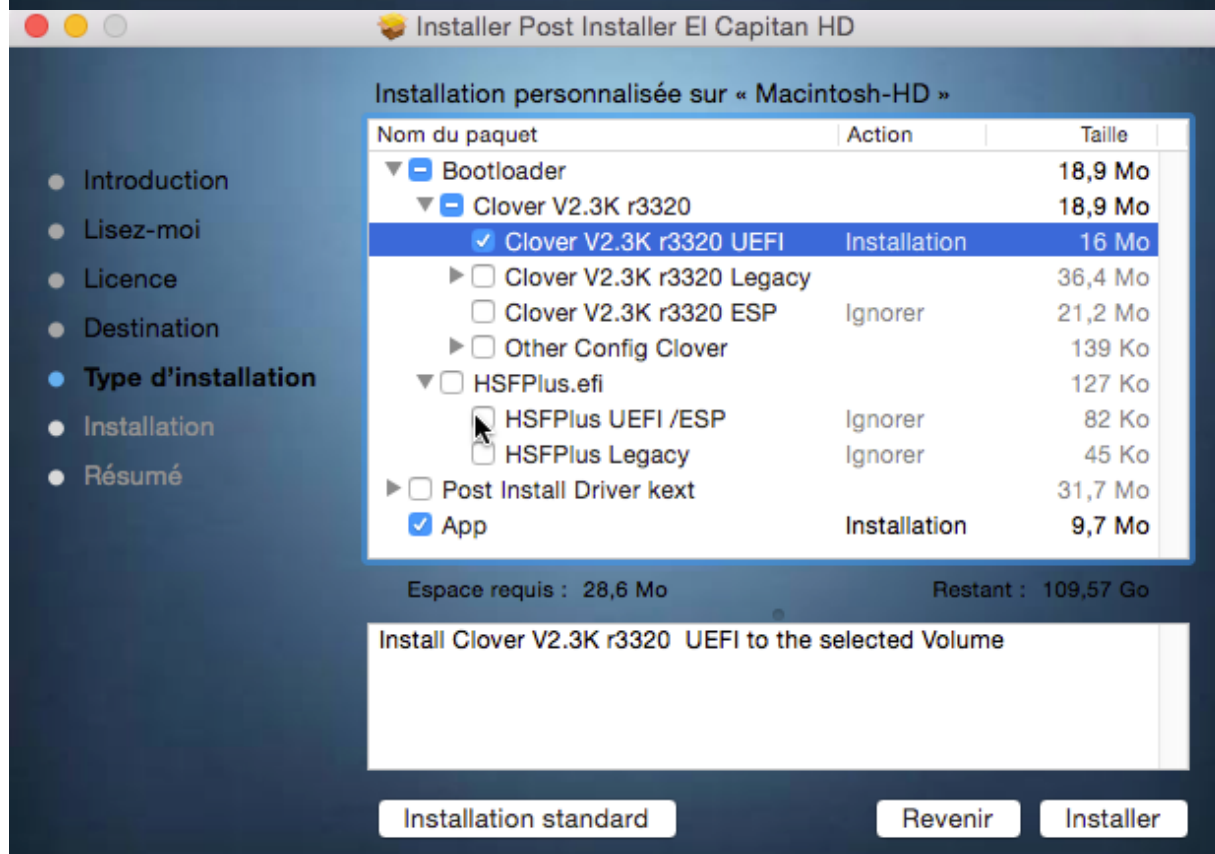 Installer Post Installer El Capitan HD
Installation personnalisée sur « Macintosh-HD »
Nom du paquet Action Taille
Bootloader 18,9 Mo
Clover V2.3K r3320 18,9 Mo
Clover V2.3K r3320 UEFI Installation 16 Mo
Clover V2.3K r3320 Legacy 36,4 Mo
Clover V2.3K r3320 ESP Ignorer 21,2 Mo
Other Config Clover 139 Ko
HSFPlus.efi 127 Ko
HSFPlus UEFI /ESP Ignorer 82 Ko
HSFPlus Legacy Ignorer 45 Ko
Post Install Driver kext 31,7 Mo
App Installation 9,7 Mo
Introduction
Lisez-moi
Licence
Destination
Type d’installation
Installation
Résumé
Espace requis : 28,6 Mo Restant : 109,57 Go
Install Clover V2.3K r3320 UEFI to the selected Volume
Installation standard Revenir Installer